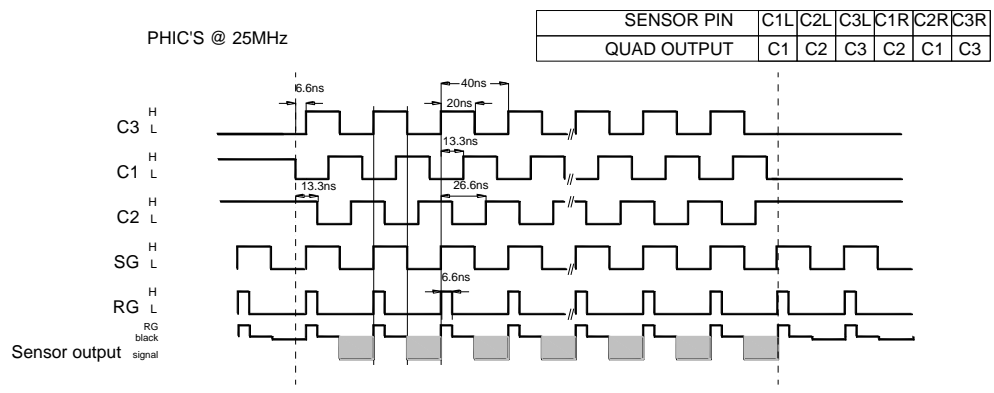 SENSOR PIN C1L C2L C3L C1R C2R C3R
QUAD OUTPUT C1 C2 C3 C2 C1 C3
PHIC'S @ 25MHz
6.6ns
40ns
20ns
C3 H L
13.3ns
C1 H L
13.3ns
26.6ns
C2 H L
SG H L
6.6ns
RG H L
RG
black
Sensor output signal